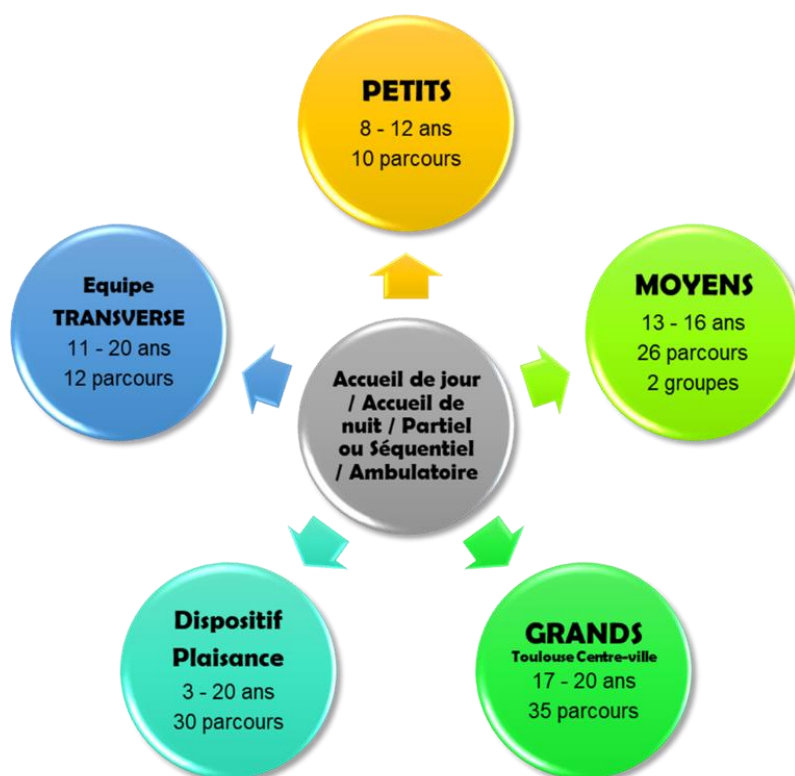 PETITS
8 - 12 ans
10 parcours
MOYENS
13 - 16 ans
26 parcours
2 groupes
Equipe
TRANSVERSE
11 - 20 ans
12 parcours
Accueil de jour
/ Accueil de
nuit / Partiel
ou Séquentiel
/ Ambulatoire
Dispositif
Plaisance
3 - 20 ans
30 parcours
GRANDS
Toulouse Centre-ville
17 - 20 ans
35 parcours